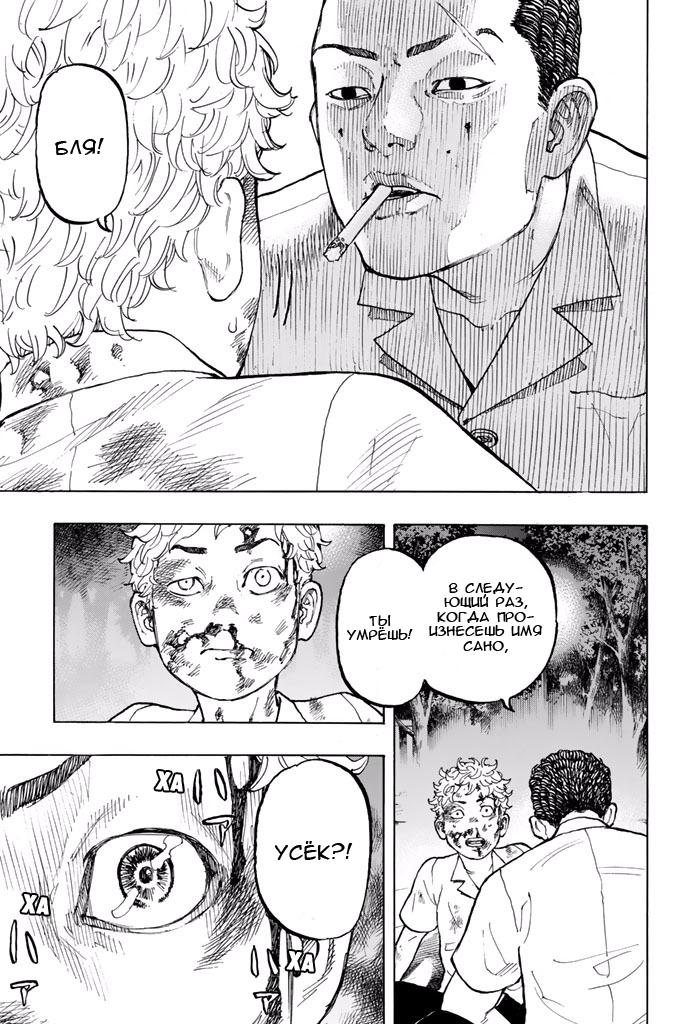 БЛЯ!
В СЛЕДУ-
ЮЩИЙ РАЗ,
КОГДА ПРО-
ИЗНЕСЕШЬ ИМЯ
САНО,
ТЫ
УМРЁШЬ!
УСЁК?!
ХА
ХА
ХА